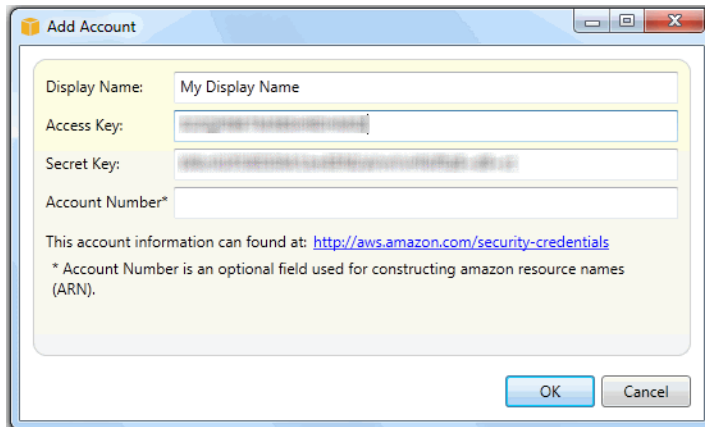 Add Account
Display Name: My Display Name
Access Key:
Secret Key:
Account Number*
This account information can found at: http://aws.amazon.com/security-credentials
* Account Number is an optional field used for constructing amazon resource names
(ARN).
OK Cancel